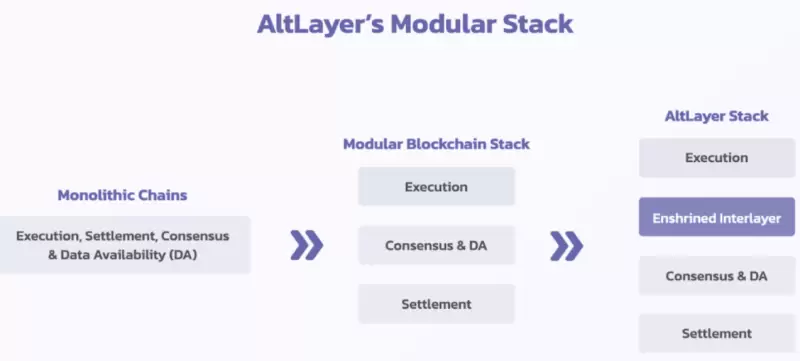 AltLayer's Modular Stack
Monolithic Chains
Execution, Settlement, Consensus
& Data Availability (DA)
Modular Blockchain Stack
Execution
Consensus & DA
Settlement
AltLayer Stack
Execution
Enshrined Interlayer
Consensus & DA
Settlement